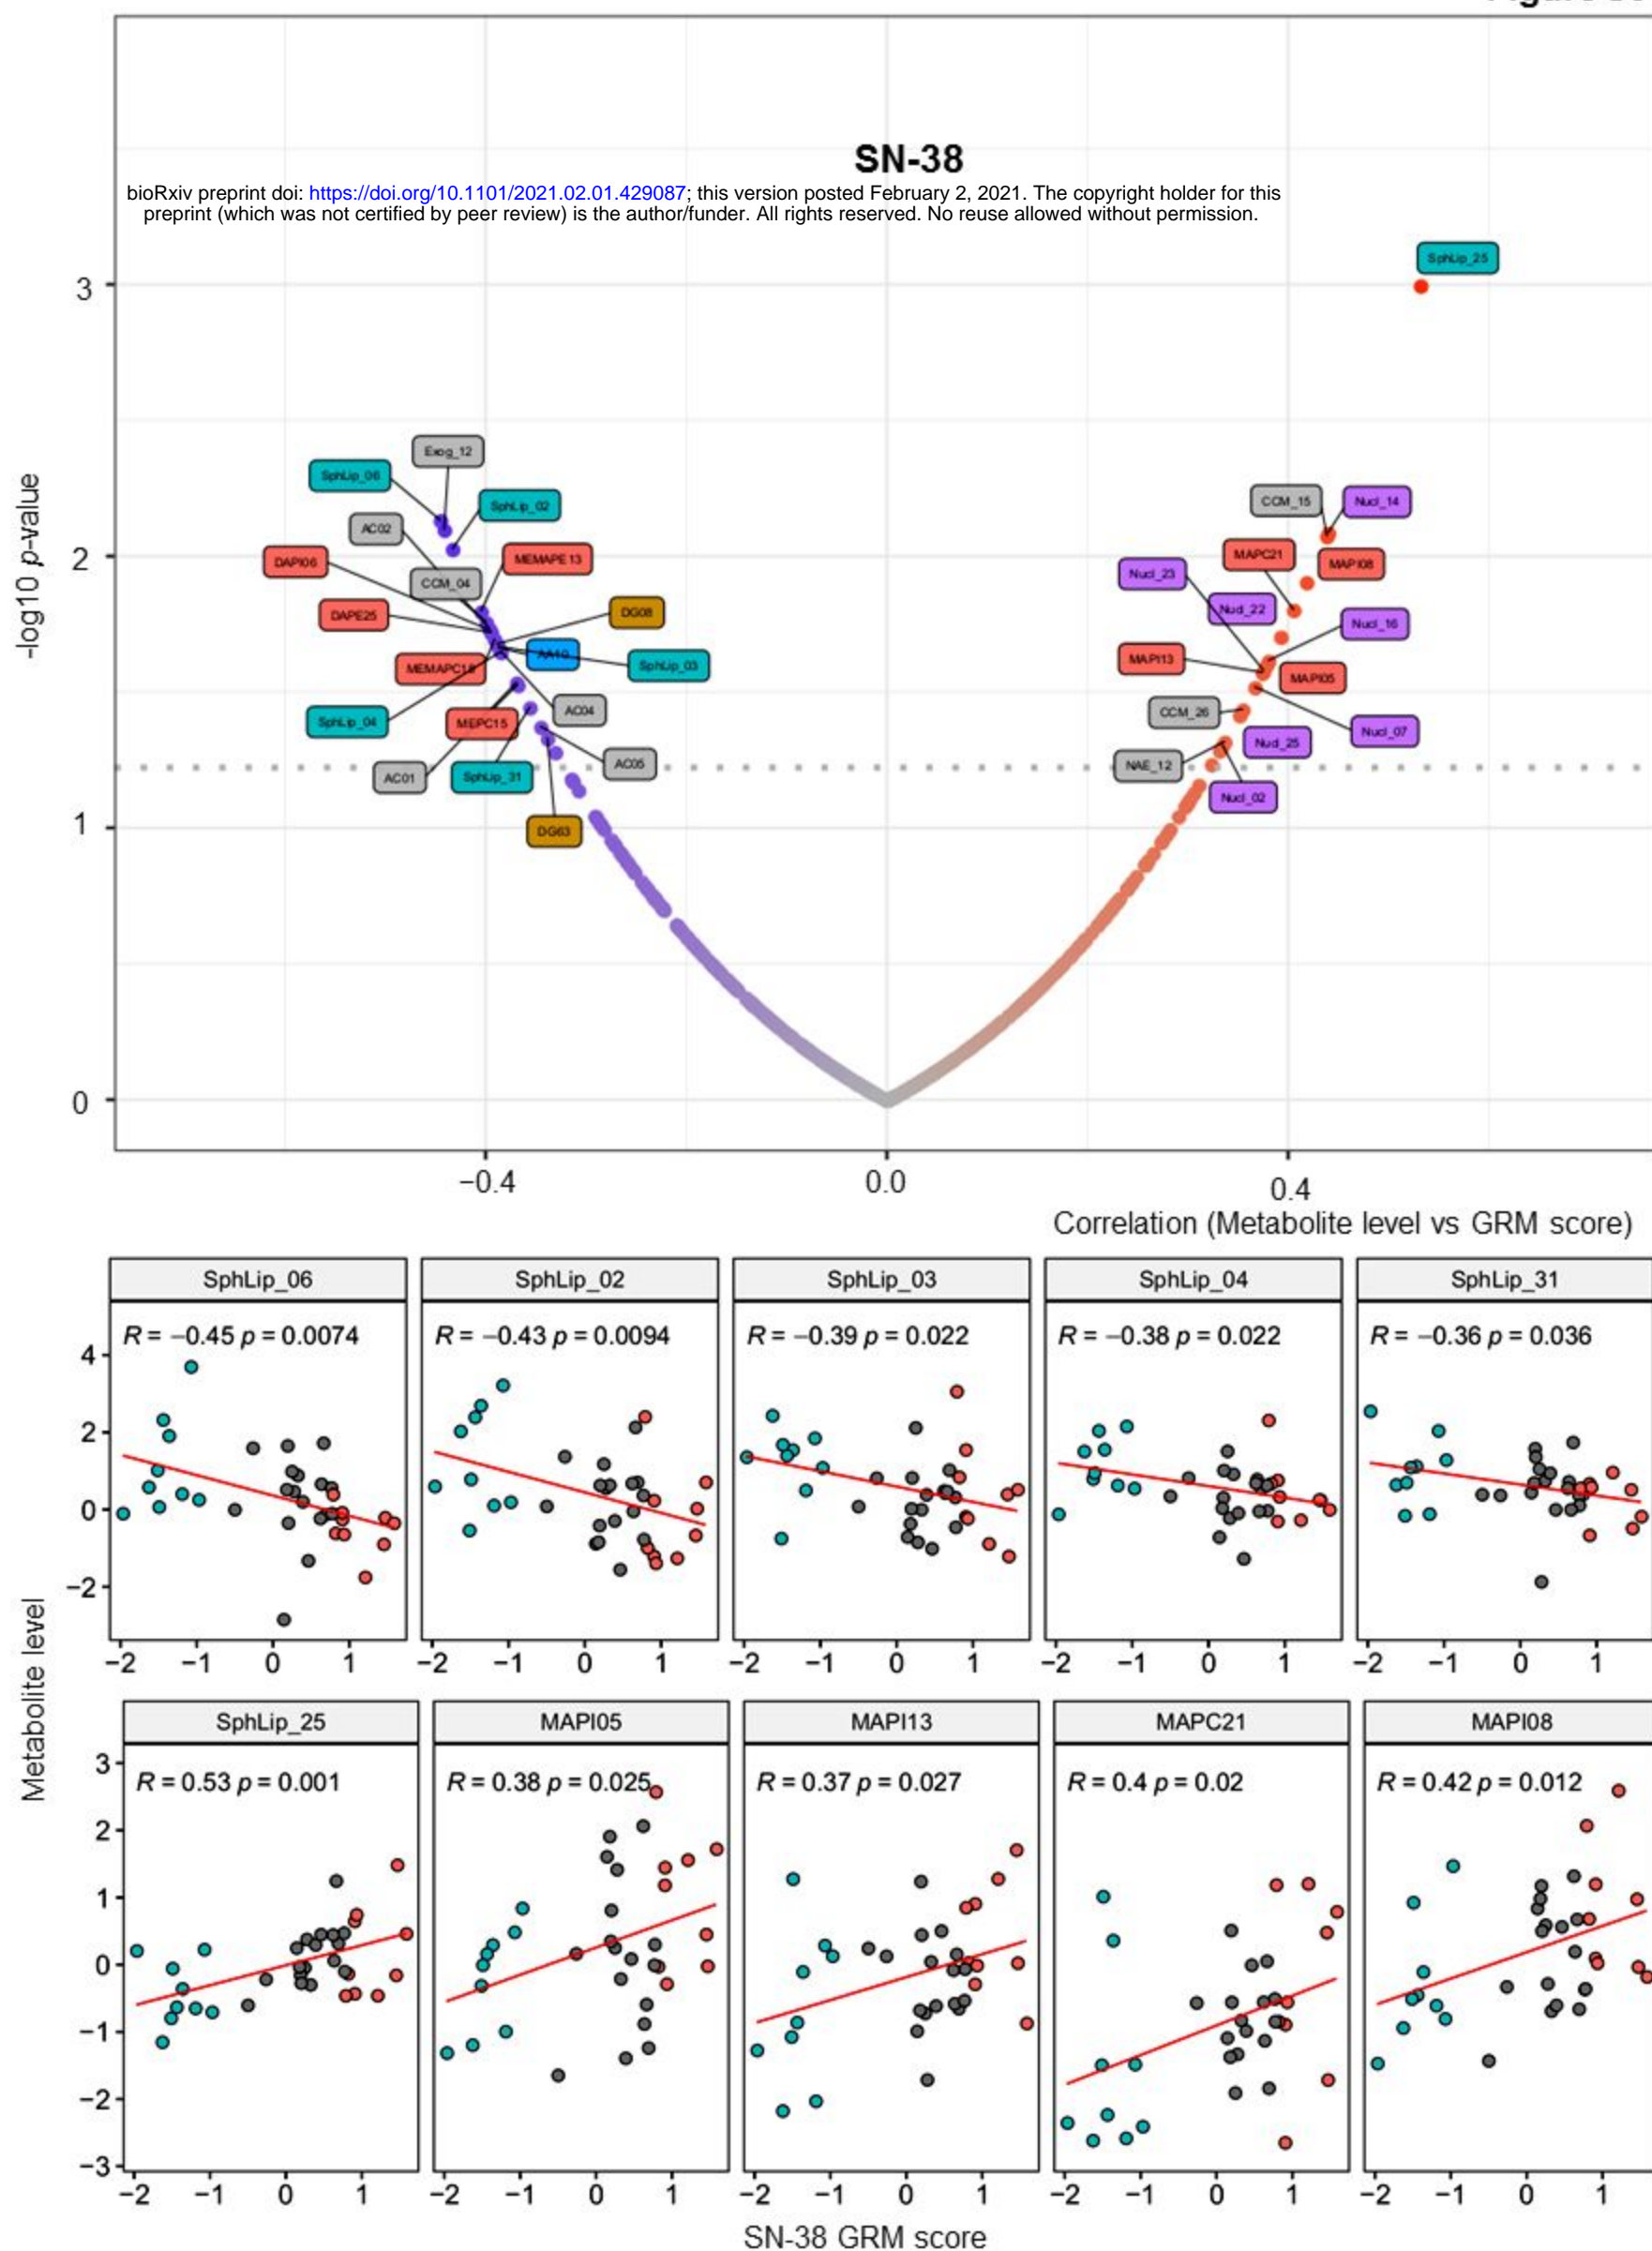 SN-38
bioRxiv preprint doi: https://doi.org/10.1101/2021.02.01.429087; this version posted February 2, 2021. The copyright holder for this
preprint (which was not certified by peer review) is the author/funder. All rights reserved. No reuse allowed without permission.
-log10 p-value
3
2
1
0
SphLip_25
Exog_12
SphLip_06
SphLip_02
AC02
MEMAPE13
DAPI06
CCM_04
DAPE25
DG08
AA10
SphLip_03
SphLip_04
MEPC15
AC04
AC01
SphLip_31
AC05
DG63
CCM_15
Nucl_14
MAPC21
MAPI08
Nucl_23
Nucl_22
Nucl_16
MAPI13
MAPI05
CCM_26
Nucl_07
Nucl_25
NAE_12
Nucl_02
−0.4
0.0
0.4
Correlation (Metabolite level vs GRM score)
SphLip_06
SphLip_02
SphLip_03
SphLip_04
SphLip_31
R = −0.45 p = 0.0074
R = −0.43 p = 0.0094
R = −0.39 p = 0.022
R = −0.38 p = 0.022
R = −0.36 p = 0.036
4
2
0
−2
−2 −1 0 1
−2 −1 0 1
−2 −1 0 1
−2 −1 0 1
−2 −1 0 1
Metabolite level
SphLip_25
MAPI05
MAPI13
MAPC21
MAPI08
R = 0.53 p = 0.001
R = 0.38 p = 0.025
R = 0.37 p = 0.027
R = 0.4 p = 0.02
R = 0.42 p = 0.012
3
2
1
0
−1
−2
−3
−2 −1 0 1
−2 −1 0 1
−2 −1 0 1
−2 −1 0 1
−2 −1 0 1
SN-38 GRM score